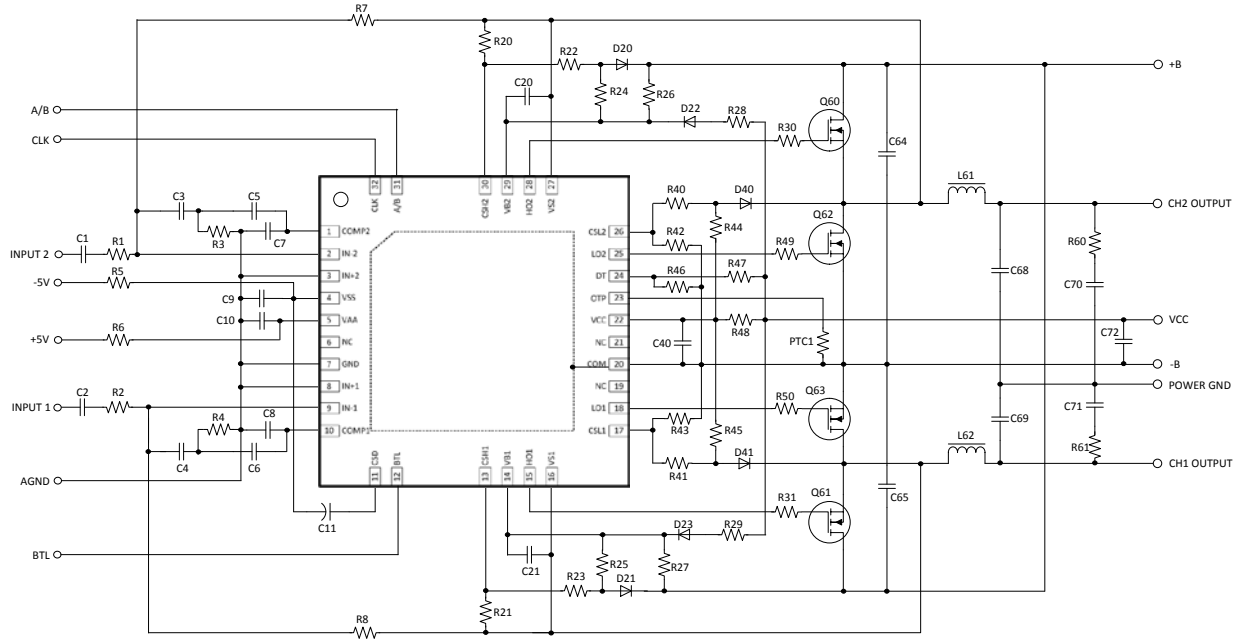 R7
R20
R22
D20
+B
C20
R24
R26
Q60
A/B
D22
R28
R30
CLK
C64
32
31
30
29
28
27
CLK
A/B
CSH2
VB2
HO2
VS2
L61
C3
C5
R40
D40
CH2 OUTPUT
R3
C7
1 COMP2
CSL2 26
R44
Q62
C1
R1
R42
R60
INPUT 2
2 IN-2
LO2 25
R49
R5
R46
R47
C68
-5V
3 IN+2
DT 24
C70
C9
4 VSS
OTP 23
R6
C10
5 VAA
VCC 22
VCC
+5V
6 NC
NC 21
C40
R48
PTC1
C72
7 GND
COM 20
-B
8 IN+1
NC 19
POWER GND
C2
R2
Q63
INPUT 1
9 IN-1
LO1 18
R50
C71
R4
C8
R43
C69
10 COMP1
CSL1 17
R45
L62
R61
C4
C6
R41
D41
CH1 OUTPUT
CSD
BTL
CSH1
VB1
HO1
VS1
11
12
13
14
15
16
AGND
C65
R31
Q61
C11
D23
R29
BTL
C21
R25
R27
R23
D21
R21
R8